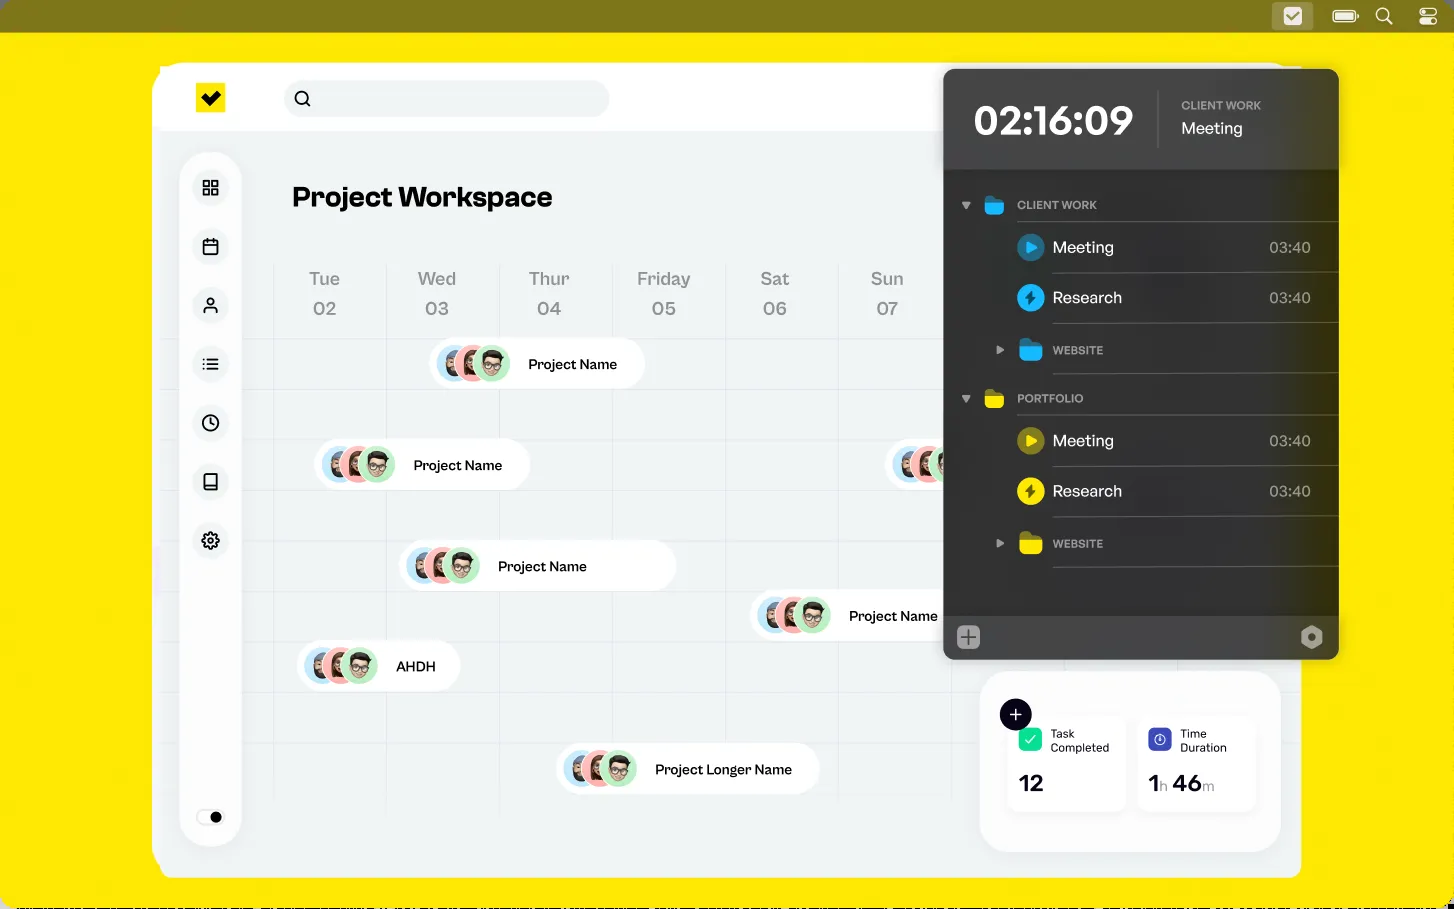 02:16:09
CLIENT WORK
Meeting
Project Workspace
Tue
02
Wed
03
Thur
04
Friday
05
Sat
06
Sun
07
Project Name
Project Name
Project Name
Project Name
AHDH
Project Longer Name
CLIENT WORK
Meeting 03:40
Research 03:40
WEBSITE
PORTFOLIO
Meeting 03:40
Research 03:40
WEBSITE
Task
Completed
12
Time
Duration
1h 46m